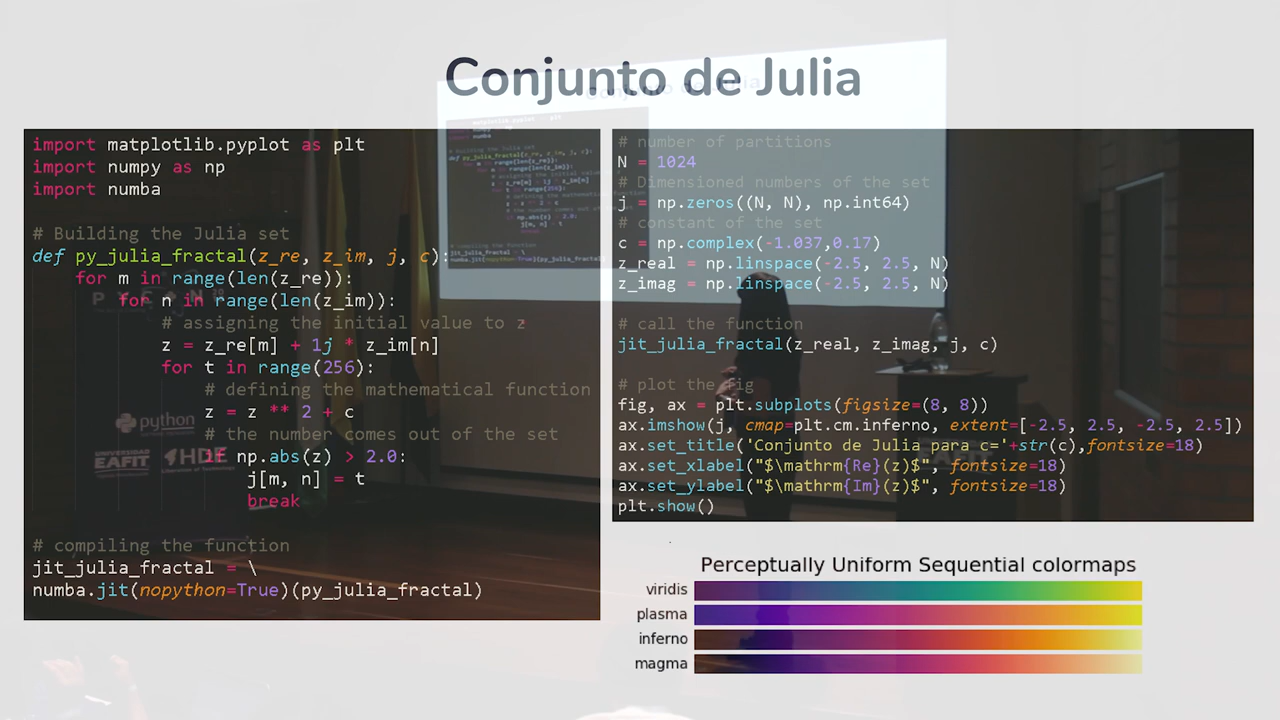 Conjunto de Julia
import matplotlib.pyplot as plt
import numpy as np
import numba
# Building the Julia set
def py_julia_fractal(z_re, z_im, j, c):
for m in range(len(z_re)):
for n in range(len(z_im)):
# assigning the initial value to z
z = z_re[m] + 1j * z_im[n]
for t in range(256):
# defining the mathematical function
z = z ** 2 + c
# the number comes out of the set
if np.abs(z) > 2.0:
j[m, n] = t
break
# compiling the function
jit_julia_fractal = \
numba.jit(nopython=True)(py_julia_fractal)
# number of partitions
N = 1024
# Dimensioned numbers of the set
j = np.zeros((N, N), np.int64)
# constant of the set
c = np.complex(-1.037,0.17)
z_real = np.linspace(-2.5, 2.5, N)
z_imag = np.linspace(-2.5, 2.5, N)
# call the function
jit_julia_fractal(z_real, z_imag, j, c)
# plot the fig
fig, ax = plt.subplots(figsize=(8, 8))
ax.imshow(j, cmap=plt.cm.inferno, extent=[-2.5, 2.5, -2.5, 2.5])
ax.set_title('Conjunto de Julia para c='+str(c),fontsize=18)
ax.set_xlabel("$\mathrm{Re}(z)$", fontsize=18)
ax.set_ylabel("$\mathrm{Im}(z)$", fontsize=18)
plt.show()
Perceptually Uniform Sequential colormaps
viridis
plasma
inferno
magma
python
UNIVERSIDAD
EAFIT
HDE